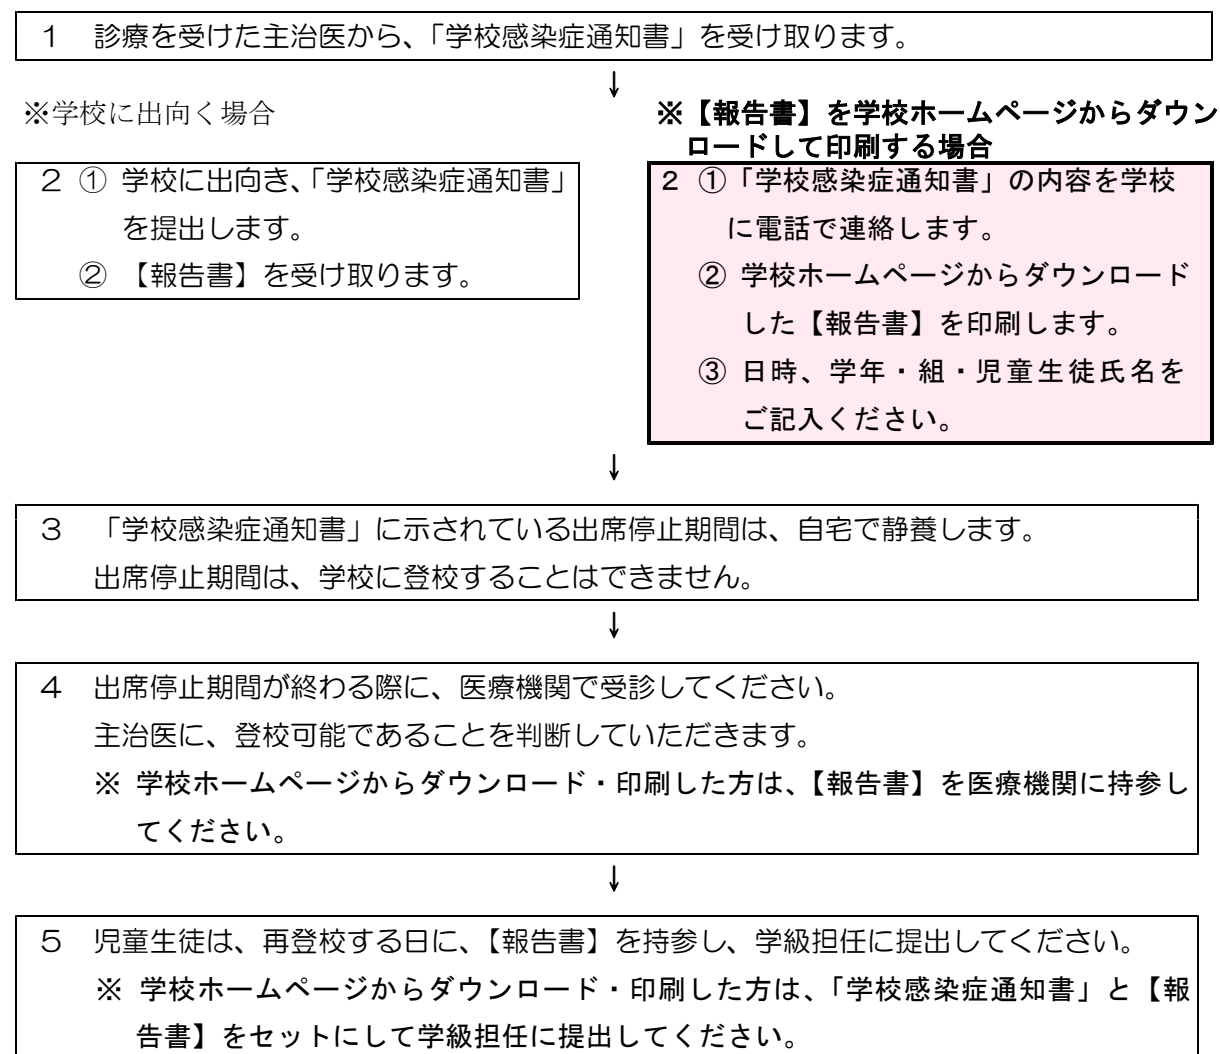 １　診療を受けた主治医から、「学校感染症通知書」を受け取ります。
↓
※学校に出向く場合
２ ① 学校に出向き、「学校感染症通知書」
を提出します。
② 【報告書】を受け取ります。
※【報告書】を学校ホームページからダウン
ロードして印刷する場合
２ ①「学校感染症通知書」の内容を学校
に電話で連絡します。
② 学校ホームページからダウンロード
した【報告書】を印刷します。
③ 日時、学年・組・児童生徒氏名を
ご記入ください。
↓
３　「学校感染症通知書」に示されている出席停止期間は、自宅で静養します。
出席停止期間は、学校に登校することはできません。
↓
４　出席停止期間が終わる際に、医療機関で受診してください。
主治医に、登校可能であることを判断していただきます。
※ 学校ホームページからダウンロード・印刷した方は、【報告書】を医療機関に持参し
てください。
↓
５　児童生徒は、再登校する日に、【報告書】を持参し、学級担任に提出してください。
※ 学校ホームページからダウンロード・印刷した方は、「学校感染症通知書」と【報
告書】をセットにして学級担任に提出してください。